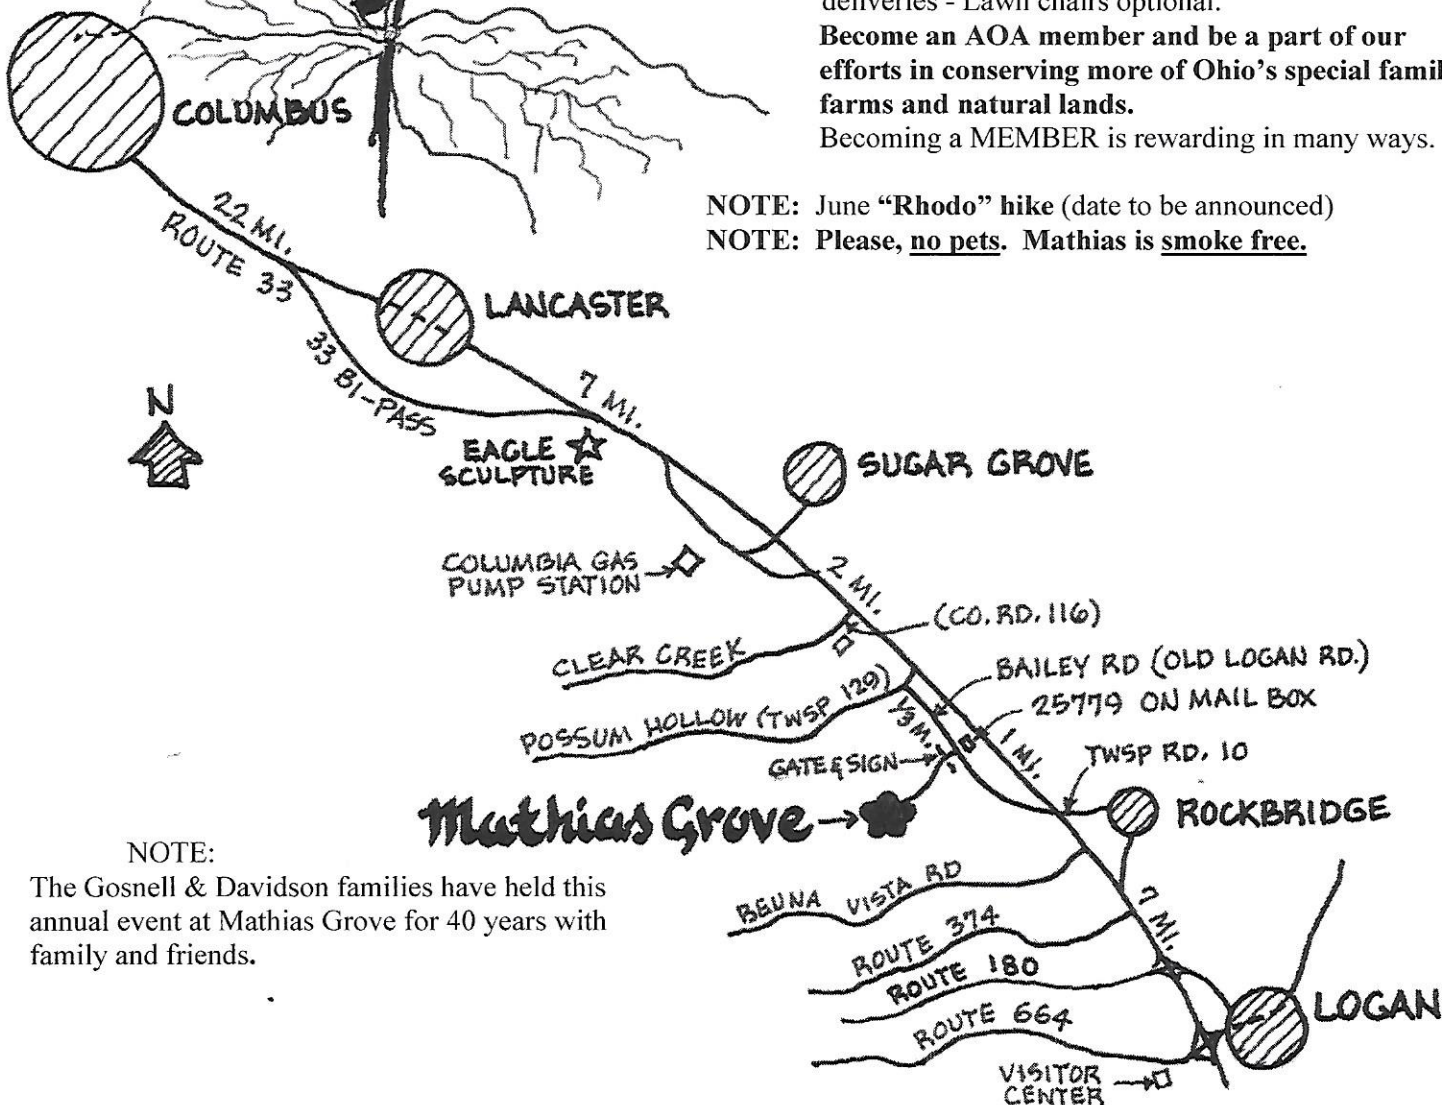 deliveries - Lawn chairs optional.
Become an AOA member and be a part of our
efforts in conserving more of Ohio's special famil
farms and natural lands.
Becoming a MEMBER is rewarding in many ways.
NOTE: June “Rhodo” hike (date to be announced)
NOTE: Please, no pets. Mathias is smoke free.
COLUMBUS
22 MI.
ROUTE 33
LANCASTER
33 BI-PASS
7 MI.
N
EAGLE
SCULPTURE
SUGAR GROVE
COLUMBIA GAS
PUMP STATION
2 MI.
(CO. RD. 116)
CLEAR CREEK
BAILEY RD (OLD LOGAN RD.)
25779 ON MAIL BOX
POSSUM HOLLOW (TWSP 129)
1/3 M.
1 MI.
GATE & SIGN
TWSP RD. 10
Mathias Grove
ROCKBRIDGE
NOTE:
The Gosnell & Davidson families have held this
annual event at Mathias Grove for 40 years with
family and friends.
BEUNA VISTA RD
7 MI.
ROUTE 374
ROUTE 180
ROUTE 664
LOGAN
VISITOR
CENTER